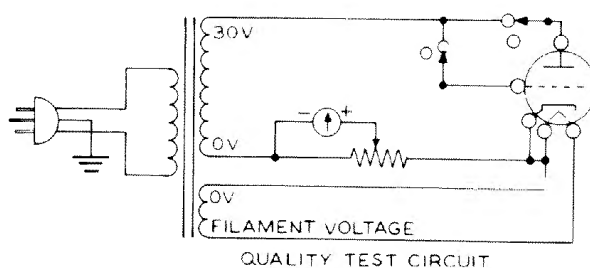 30V
- +
0V
0V
FILAMENT VOLTAGE
QUALITY TEST CIRCUIT